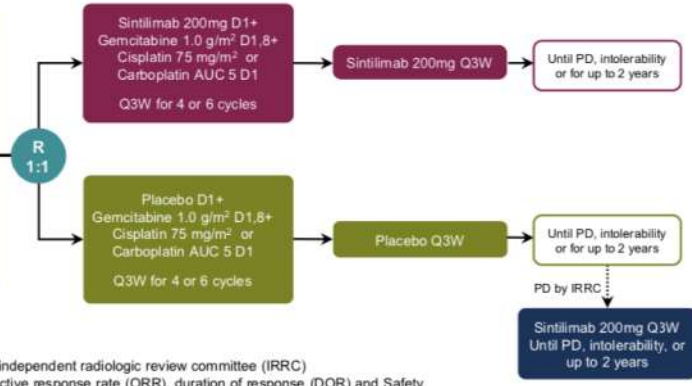 Sintilimab 200mg D1+
Gemcitabine 1.0 g/m² D1,8+
Cisplatin 75 mg/m² or
Carboplatin AUC 5 D1
Q3W for 4 or 6 cycles
Sintilimab 200mg Q3W
Until PD, intolerability
or for up to 2 years
R
1:1
Placebo D1+
Gemcitabine 1.0 g/m² D1,8+
Cisplatin 75 mg/m² or
Carboplatin AUC 5 D1
Q3W for 4 or 6 cycles
Placebo Q3W
Until PD, intolerability
or for up to 2 years
PD by IRRC
Sintilimab 200mg Q3W
Until PD, intolerability, or
up to 2 years
independent radiologic review committee (IRRC)
ctive response rate (ORR), duration of response (DOR) and Safety